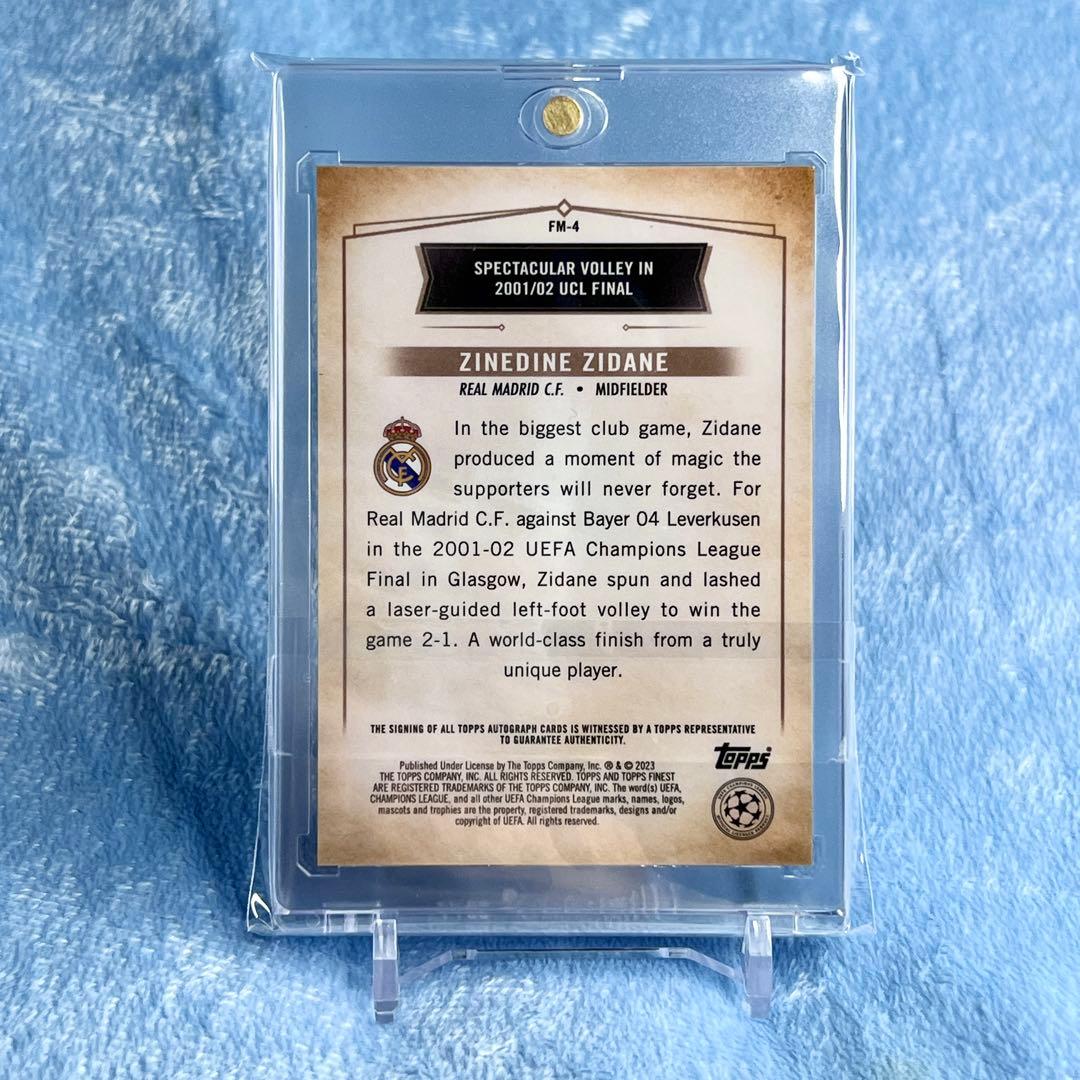 FM-4
SPECTACULAR VOLLEY IN
2001/02 UCL FINAL
ZINEDINE ZIDANE
REAL MADRID C.F. • MIDFIELDER
In the biggest club game, Zidane
produced a moment of magic the
supporters will never forget. For
Real Madrid C.F. against Bayer 04 Leverkusen
in the 2001-02 UEFA Champions League
Final in Glasgow, Zidane spun and lashed
a laser-guided left-foot volley to win the
game 2-1. A world-class finish from a truly
unique player.
THE SIGNING OF ALL TOPPS AUTOGRAPH CARDS IS WITNESSED BY A TOPPS REPRESENTATIVE
TO GUARANTEE AUTHENTICITY.
Topps
Published Under License by The Topps Company, Inc. ® & © 2023
THE TOPPS COMPANY, INC. ALL RIGHTS RESERVED. TOPPS AND TOPPS FINEST
ARE REGISTERED TRADEMARKS OF THE TOPPS COMPANY, INC. The word(s) UEFA,
CHAMPIONS LEAGUE, and all other UEFA Champions League marks, names, logos,
mascots and trophies are the property, registered trademarks, designs and/or
copyright of UEFA. All rights reserved.